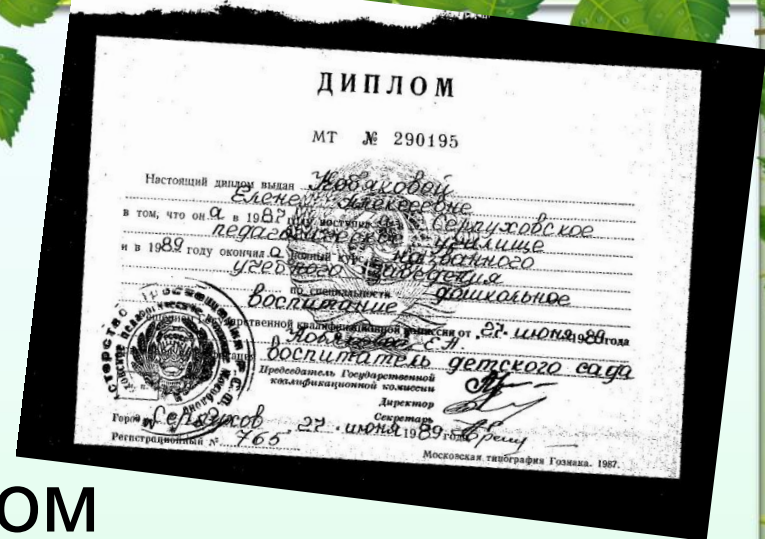 ДИПЛОМ
МТ № 290195
Настоящий диплом выдан Кобяковой
Елене Алексеевне
в том, что он а в 1987 году поступил а в Серпуховское
педагогическое училище
и в 1989 году окончил а полный курс названного
учебного заведения
по специальности дошкольное
воспитание
Государственной квалификационной комиссии от 27 июня 1989 года
Кобяковой Е.А.
воспитатель детского сада
Председатель Государственной
квалификационной комиссии
Директор
Секретарь
Город Серпухов 27 июня 1989 года
Регистрационный № 765
Московская типография Гознака. 1987.
ОМ